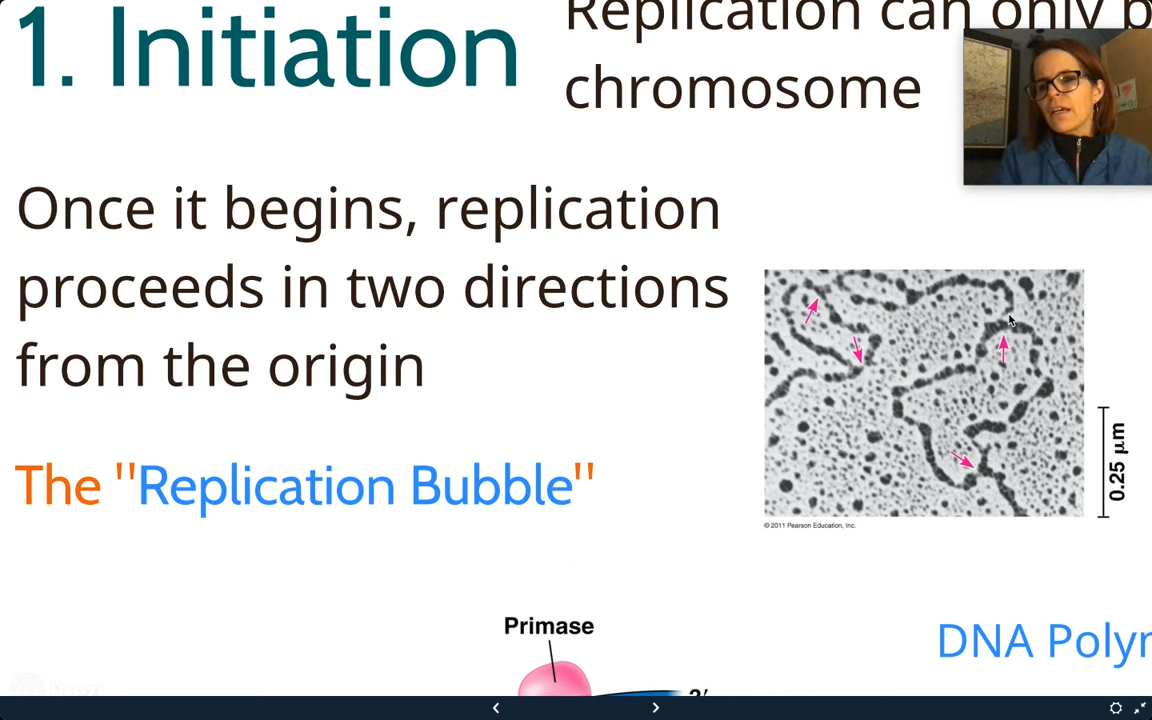 1. Initiation
Replication can only b
chromosome
Once it begins, replication
proceeds in two directions
from the origin
The "Replication Bubble"
0.25 µm
© 2011 Pearson Education, Inc.
Primase
DNA Polyr
3′